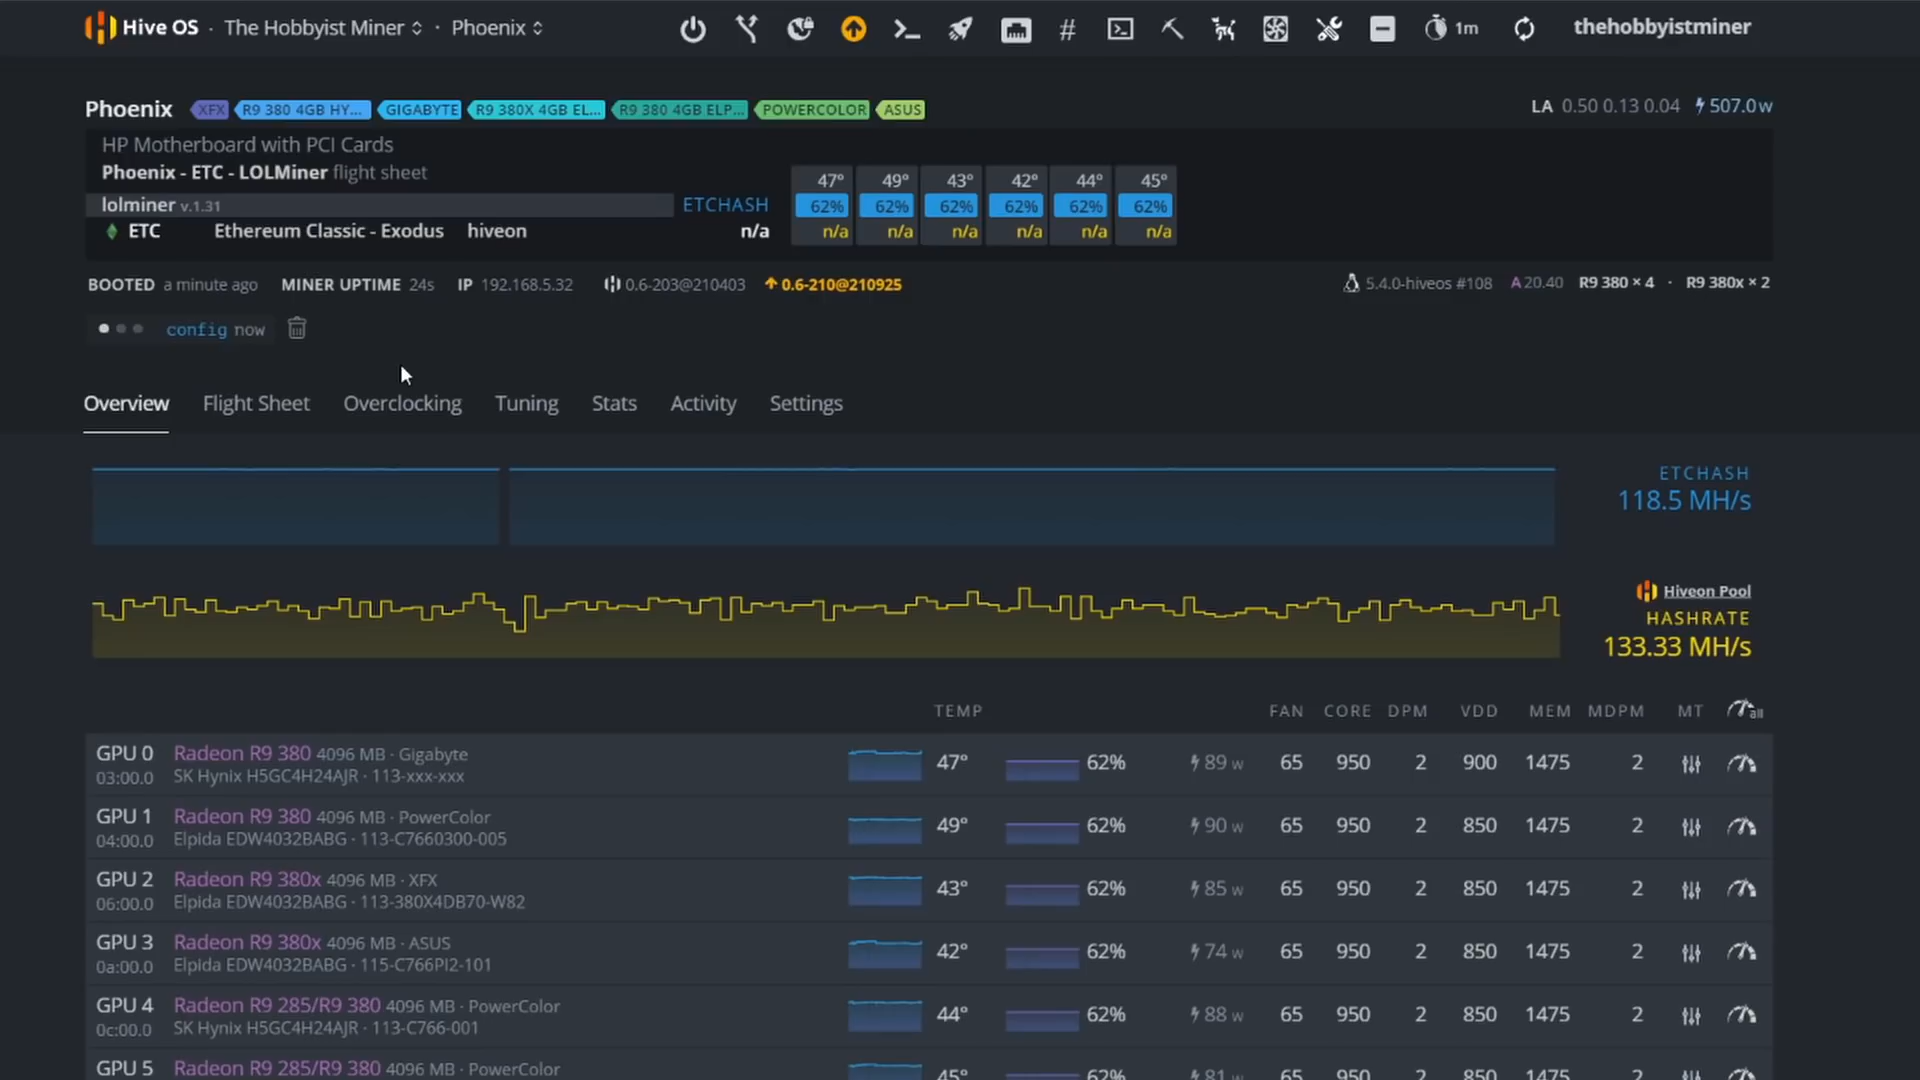 Hive OS · The Hobbyist Miner · Phoenix
1m
thehobbyistminer
Phoenix XFX R9 380 4GB HY... GIGABYTE R9 380X 4GB EL... R9 380 4GB ELP... POWERCOLOR ASUS
LA 0.50 0.13 0.04 507.0 w
HP Motherboard with PCI Cards
Phoenix - ETC - LOLMiner flight sheet
47° 49° 43° 42° 44° 45°
lolminer v.1.31 ETCHASH 62% 62% 62% 62% 62% 62%
ETC Ethereum Classic - Exodus hiveon n/a n/a n/a n/a n/a n/a n/a
BOOTED a minute ago MINER UPTIME 24s IP 192.168.5.32 0.6-203@210403 0.6-210@210925
5.4.0-hiveos #108 A 20.40 R9 380 × 4 · R9 380x × 2
config now
Overview Flight Sheet Overclocking Tuning Stats Activity Settings
ETCHASH
118.5 MH/s
Hiveon Pool
HASHRATE
133.33 MH/s
TEMP FAN CORE DPM VDD MEM MDPM MT all
GPU 0 Radeon R9 380 4096 MB · Gigabyte
03:00.0 SK Hynix H5GC4H24AJR · 113-xxx-xxx
47° 62% 89 w 65 950 2 900 1475 2
GPU 1 Radeon R9 380 4096 MB · PowerColor
04:00.0 Elpida EDW4032BABG · 113-C7660300-005
49° 62% 90 w 65 950 2 850 1475 2
GPU 2 Radeon R9 380x 4096 MB · XFX
06:00.0 Elpida EDW4032BABG · 113-380X4DB70-W82
43° 62% 85 w 65 950 2 850 1475 2
GPU 3 Radeon R9 380x 4096 MB · ASUS
0a:00.0 Elpida EDW4032BABG · 115-C766PI2-101
42° 62% 74 w 65 950 2 850 1475 2
GPU 4 Radeon R9 285/R9 380 4096 MB · PowerColor
0c:00.0 SK Hynix H5GC4H24AJR · 113-C766-001
44° 62% 88 w 65 950 2 850 1475 2
GPU 5 Radeon R9 285/R9 380 4096 MB · PowerColor
45° 62% 81 w 65 950 2 850 1475 2